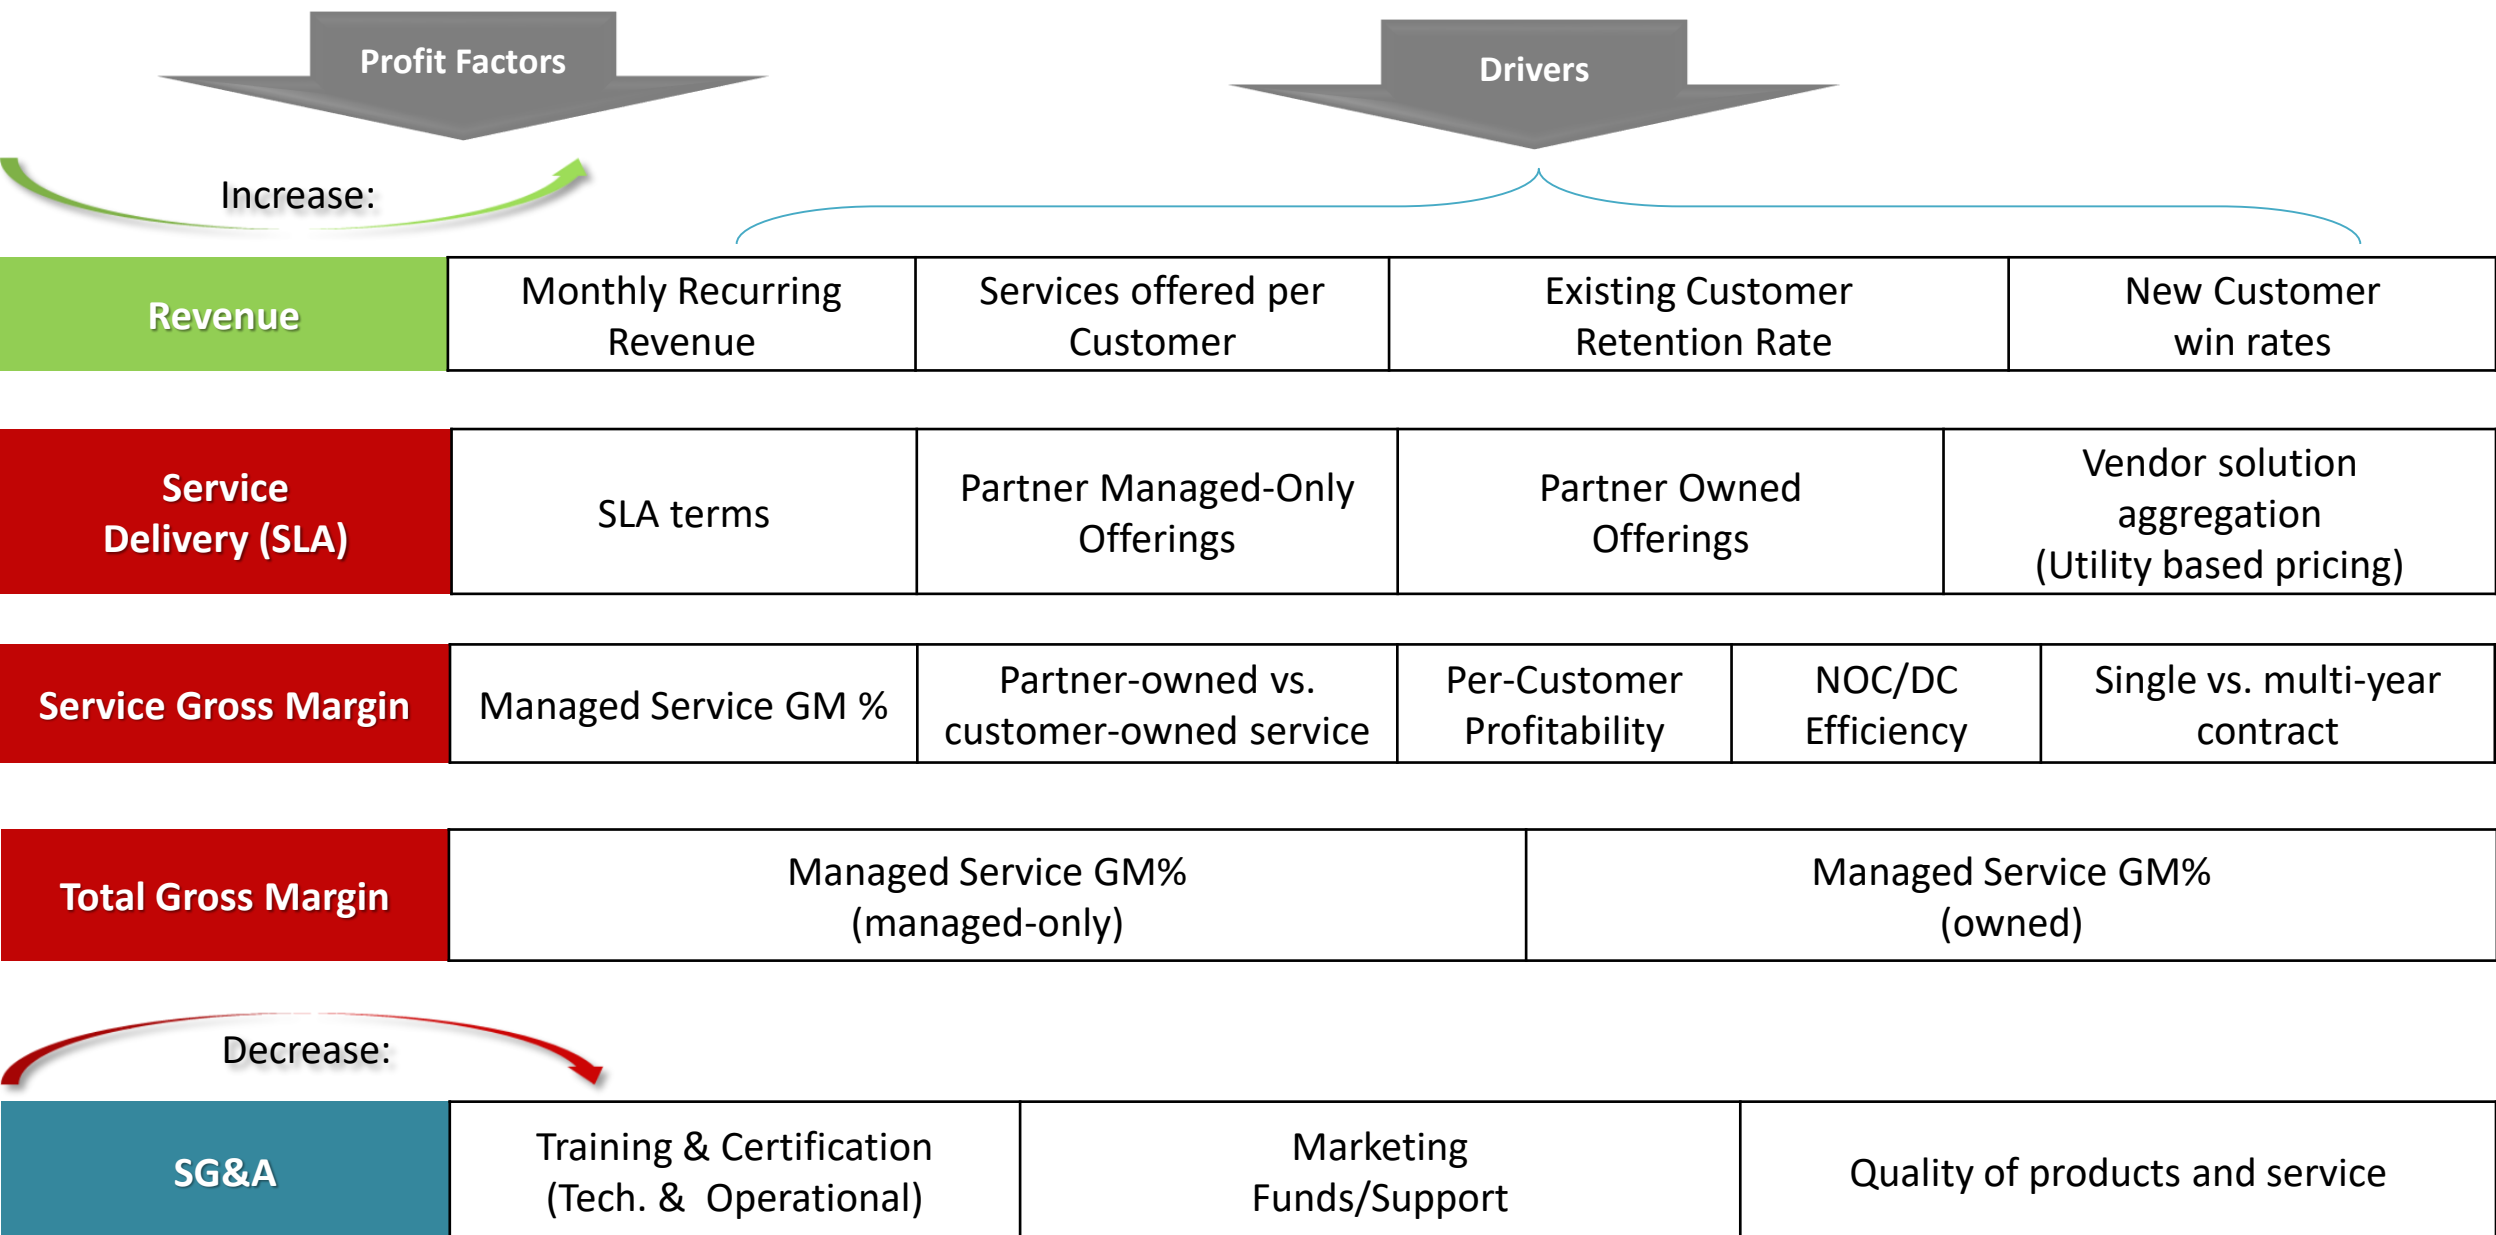 Profit Factors
Drivers
Increase:
Revenue
Monthly Recurring
Revenue
Services offered per
Customer
Existing Customer
Retention Rate
New Customer
win rates
Service
Delivery (SLA)
SLA terms
Partner Managed-Only
Offerings
Partner Owned
Offerings
Vendor solution
aggregation
(Utility based pricing)
Service Gross Margin
Managed Service GM %
Partner-owned vs.
customer-owned service
Per-Customer
Profitability
NOC/DC
Efficiency
Single vs. multi-year
contract
Total Gross Margin
Managed Service GM%
(managed-only)
Managed Service GM%
(owned)
Decrease:
SG&A
Training & Certification
(Tech. &  Operational)
Marketing
Funds/Support
Quality of products and service